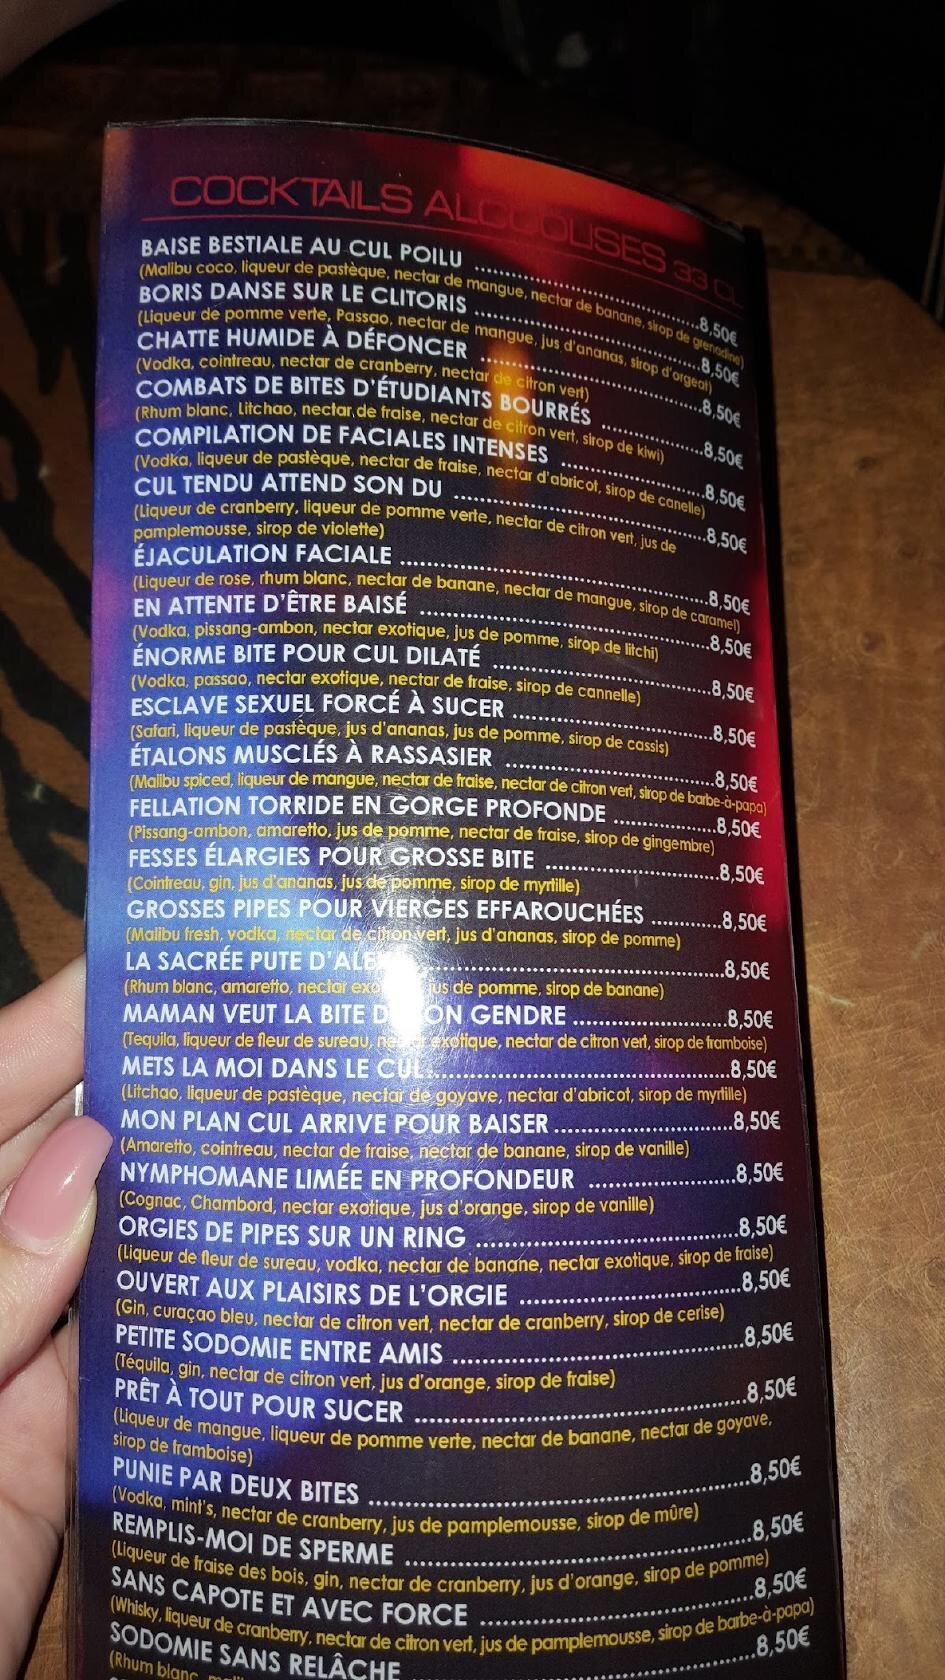 COCKTAILS ALCOOLISES 33 CL
BAISE BESTIALE AU CUL POILU ........ 8,50€
(Malibu coco, liqueur de pastèque, nectar de mangue, nectar de banane, sirop de grenadine)
BORIS DANSE SUR LE CLITORIS ........ 8,50€
(Liqueur de pomme verte, Passao, nectar de mangue, jus d'ananas, sirop d'orgeat)
CHATTE HUMIDE À DÉFONCER ........ 8,50€
(Vodka, cointreau, nectar de cranberry, nectar de citron vert)
COMBATS DE BITES D'ÉTUDIANTS BOURRÉS ........ 8,50€
(Rhum blanc, Litchao, nectar de fraise, nectar de citron vert, sirop de kiwi)
COMPILATION DE FACIALES INTENSES ........ 8,50€
(Vodka, liqueur de pastèque, nectar de fraise, nectar d'abricot, sirop de canelle)
CUL TENDU ATTEND SON DU ........ 8,50€
(Liqueur de cranberry, liqueur de pomme verte, nectar de citron vert, jus de
pamplemousse, sirop de violette)
ÉJACULATION FACIALE ........ 8,50€
(Liqueur de rose, rhum blanc, nectar de banane, nectar de mangue, sirop de caramel)
EN ATTENTE D'ÊTRE BAISÉ ........ 8,50€
(Vodka, pissang-ambon, nectar exotique, jus de pomme, sirop de litchi)
ÉNORME BITE POUR CUL DILATÉ ........ 8,50€
(Vodka, passao, nectar exotique, nectar de fraise, sirop de cannelle)
ESCLAVE SEXUEL FORCÉ À SUCER ........ 8,50€
(Safari, liqueur de pastèque, jus d'ananas, jus de pomme, sirop de cassis)
ÉTALONS MUSCLÉS À RASSASIER ........ 8,50€
(Malibu spiced, liqueur de mangue, nectar de fraise, nectar de citron vert, sirop de barbe-à-papa)
FELLATION TORRIDE EN GORGE PROFONDE ........ 8,50€
(Pissang-ambon, amaretto, jus de pomme, nectar de fraise, sirop de gingembre)
FESSES ÉLARGIES POUR GROSSE BITE ........ 8,50€
(Cointreau, gin, jus d'ananas, jus de pomme, sirop de myrtille)
GROSSES PIPES POUR VIERGES EFFAROUCHÉES ........ 8,50€
(Malibu fresh, vodka, nectar de citron vert, jus d'ananas, sirop de pomme)
LA SACRÉE PUTE ........ 8,50€
(Rhum blanc, amaretto, nectar jus de pomme, sirop de banane)
MAMAN VEUT LA BITE GENDRE ........ 8,50€
(Tequila, liqueur de fleur de sureau, nectar exotique, nectar de citron vert, sirop de framboise)
METS LA MOI DANS LE CUL ........ 8,50€
(Litchao, liqueur de pastèque, nectar de goyave, nectar d'abricot, sirop de myrtille)
MON PLAN CUL ARRIVE POUR BAISER ........ 8,50€
(Amaretto, cointreau, nectar de fraise, nectar de banane, sirop de vanille)
NYMPHOMANE LIMÉE EN PROFONDEUR ........ 8,50€
(Cognac, Chambord, nectar exotique, jus d'orange, sirop de vanille)
ORGIES DE PIPES SUR UN RING ........ 8,50€
(Liqueur de fleur de sureau, vodka, nectar de banane, nectar exotique, sirop de fraise)
OUVERT AUX PLAISIRS DE L'ORGIE ........ 8,50€
(Gin, curaçao bleu, nectar de citron vert, nectar de cranberry, sirop de cerise)
PETITE SODOMIE ENTRE AMIS ........ 8,50€
(Téquila, gin, nectar de citron vert, jus d'orange, sirop de fraise)
PRÊT À TOUT POUR SUCER ........ 8,50€
(Liqueur de mangue, liqueur de pomme verte, nectar de banane, nectar de goyave,
sirop de framboise)
PUNIE PAR DEUX BITES ........ 8,50€
(Vodka, mint's, nectar de cranberry, jus de pamplemousse, sirop de mûre)
REMPLIS-MOI DE SPERME ........ 8,50€
(Liqueur de fraise des bois, gin, nectar de cranberry, jus d'orange, sirop de pomme)
SANS CAPOTE ET AVEC FORCE ........ 8,50€
(Whisky, liqueur de cranberry, nectar de citron vert, jus de pamplemousse, sirop de barbe-à-papa)
SODOMIE SANS RELÂCHE ........ 8,50€
(Rhum blanc,